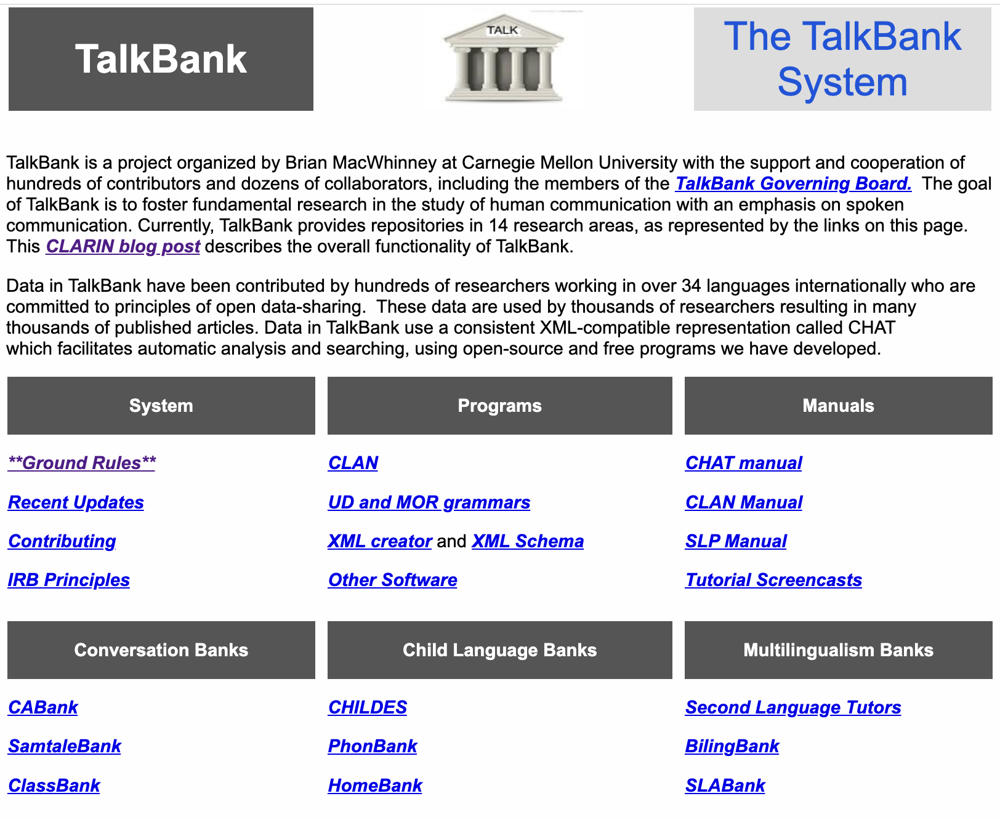 TalkBank
TALK
The TalkBank
System
TalkBank is a project organized by Brian MacWhinney at Carnegie Mellon University with the support and cooperation of
hundreds of contributors and dozens of collaborators, including the members of the TalkBank Governing Board. The goal
of TalkBank is to foster fundamental research in the study of human communication with an emphasis on spoken
communication. Currently, TalkBank provides repositories in 14 research areas, as represented by the links on this page.
This CLARIN blog post describes the overall functionality of TalkBank.
Data in TalkBank have been contributed by hundreds of researchers working in over 34 languages internationally who are
committed to principles of open data-sharing. These data are used by thousands of researchers resulting in many
thousands of published articles. Data in TalkBank use a consistent XML-compatible representation called CHAT
which facilitates automatic analysis and searching, using open-source and free programs we have developed.
System
**Ground Rules**
Recent Updates
Contributing
IRB Principles
Programs
CLAN
UD and MOR grammars
XML creator and XML Schema
Other Software
Manuals
CHAT manual
CLAN Manual
SLP Manual
Tutorial Screencasts
Conversation Banks
CABank
SamtaleBank
ClassBank
Child Language Banks
CHILDES
PhonBank
HomeBank
Multilingualism Banks
Second Language Tutors
BilingBank
SLABank